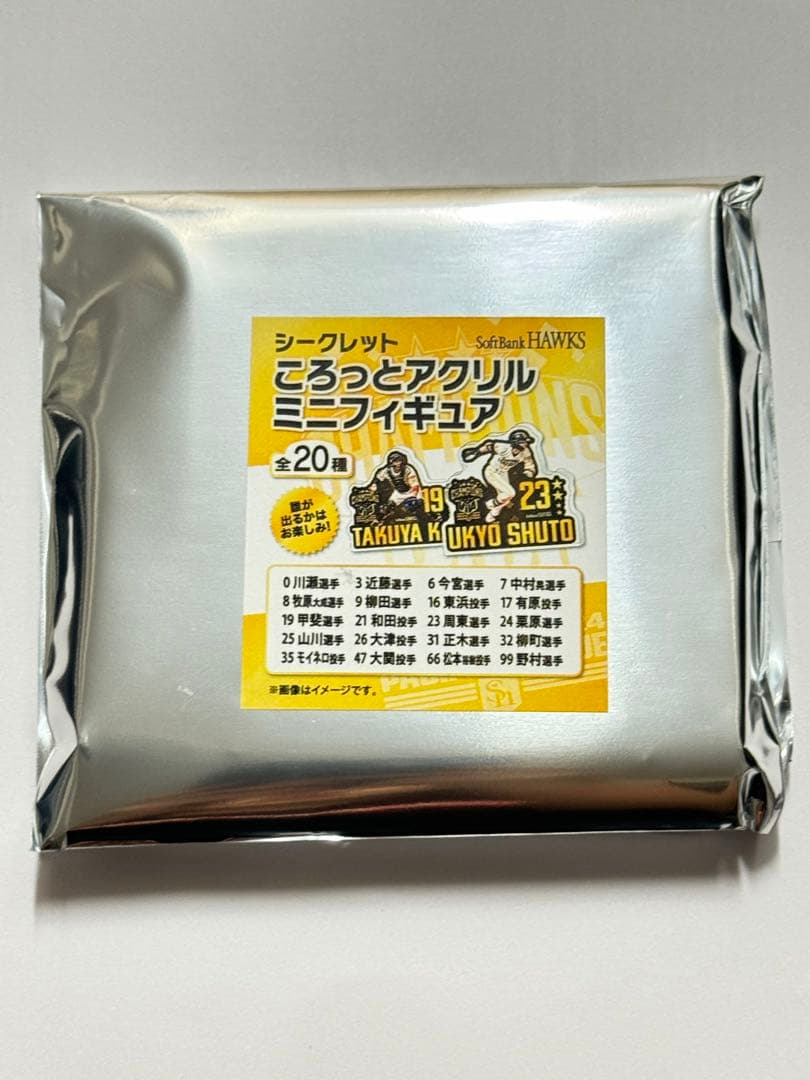 シークレット
SoftBank HAWKS
ころっとアクリル
ミニフィギュア
全20種
誰が
出るかは
お楽しみ!
19
TAKUYA K
23
UKYO SHUTO
0 川瀬選手 3 近藤選手 6 今宮選手 7 中村晃選手
8 牧原大成選手 9 柳田選手 16 東浜投手 17 有原投手
19 甲斐選手 21 和田投手 23 周東選手 24 栗原選手
25 山川選手 26 大津投手 31 正木選手 32 柳町選手
35 モイネロ投手 47 大関投手 66 松本裕樹投手 99 野村選手
※画像はイメージです。